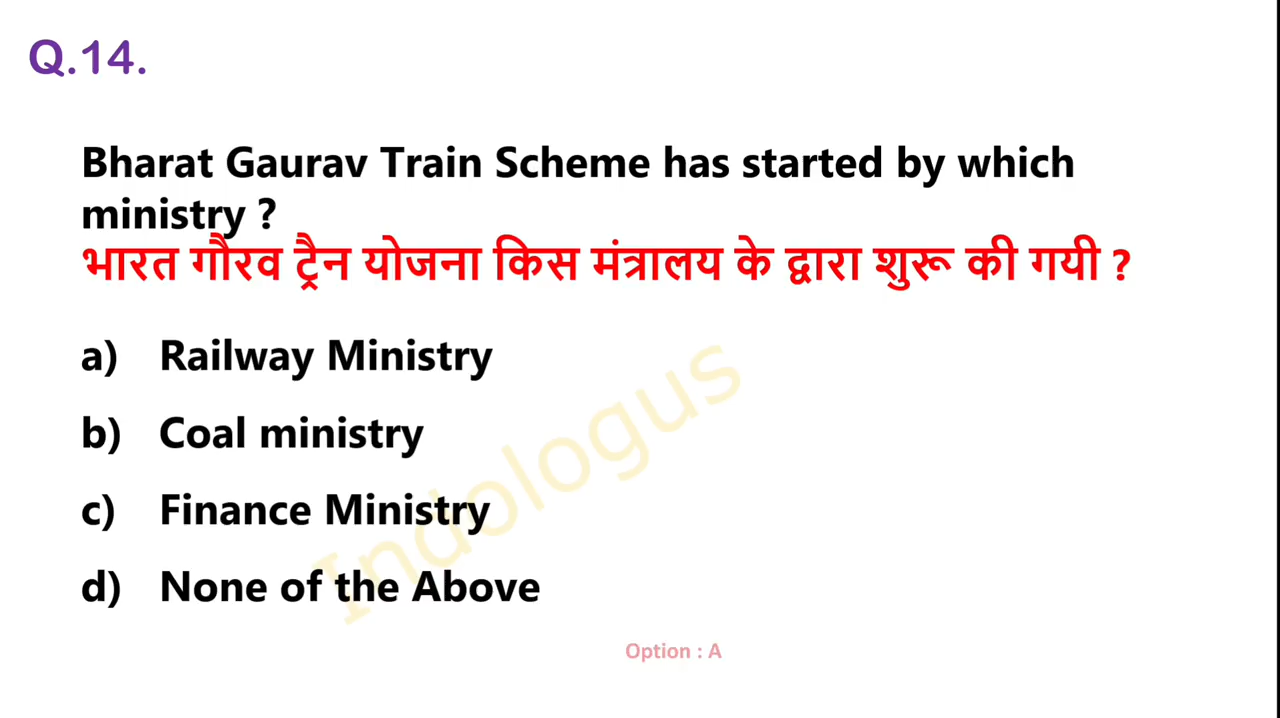 Q.14.
Bharat Gaurav Train Scheme has started by which
ministry ?
भारत गौरव ट्रैन योजना किस मंत्रालय के द्वारा शुरू की गयी ?
a) Railway Ministry
b) Coal ministry
c) Finance Ministry
d) None of the Above
Indologus
Option : A